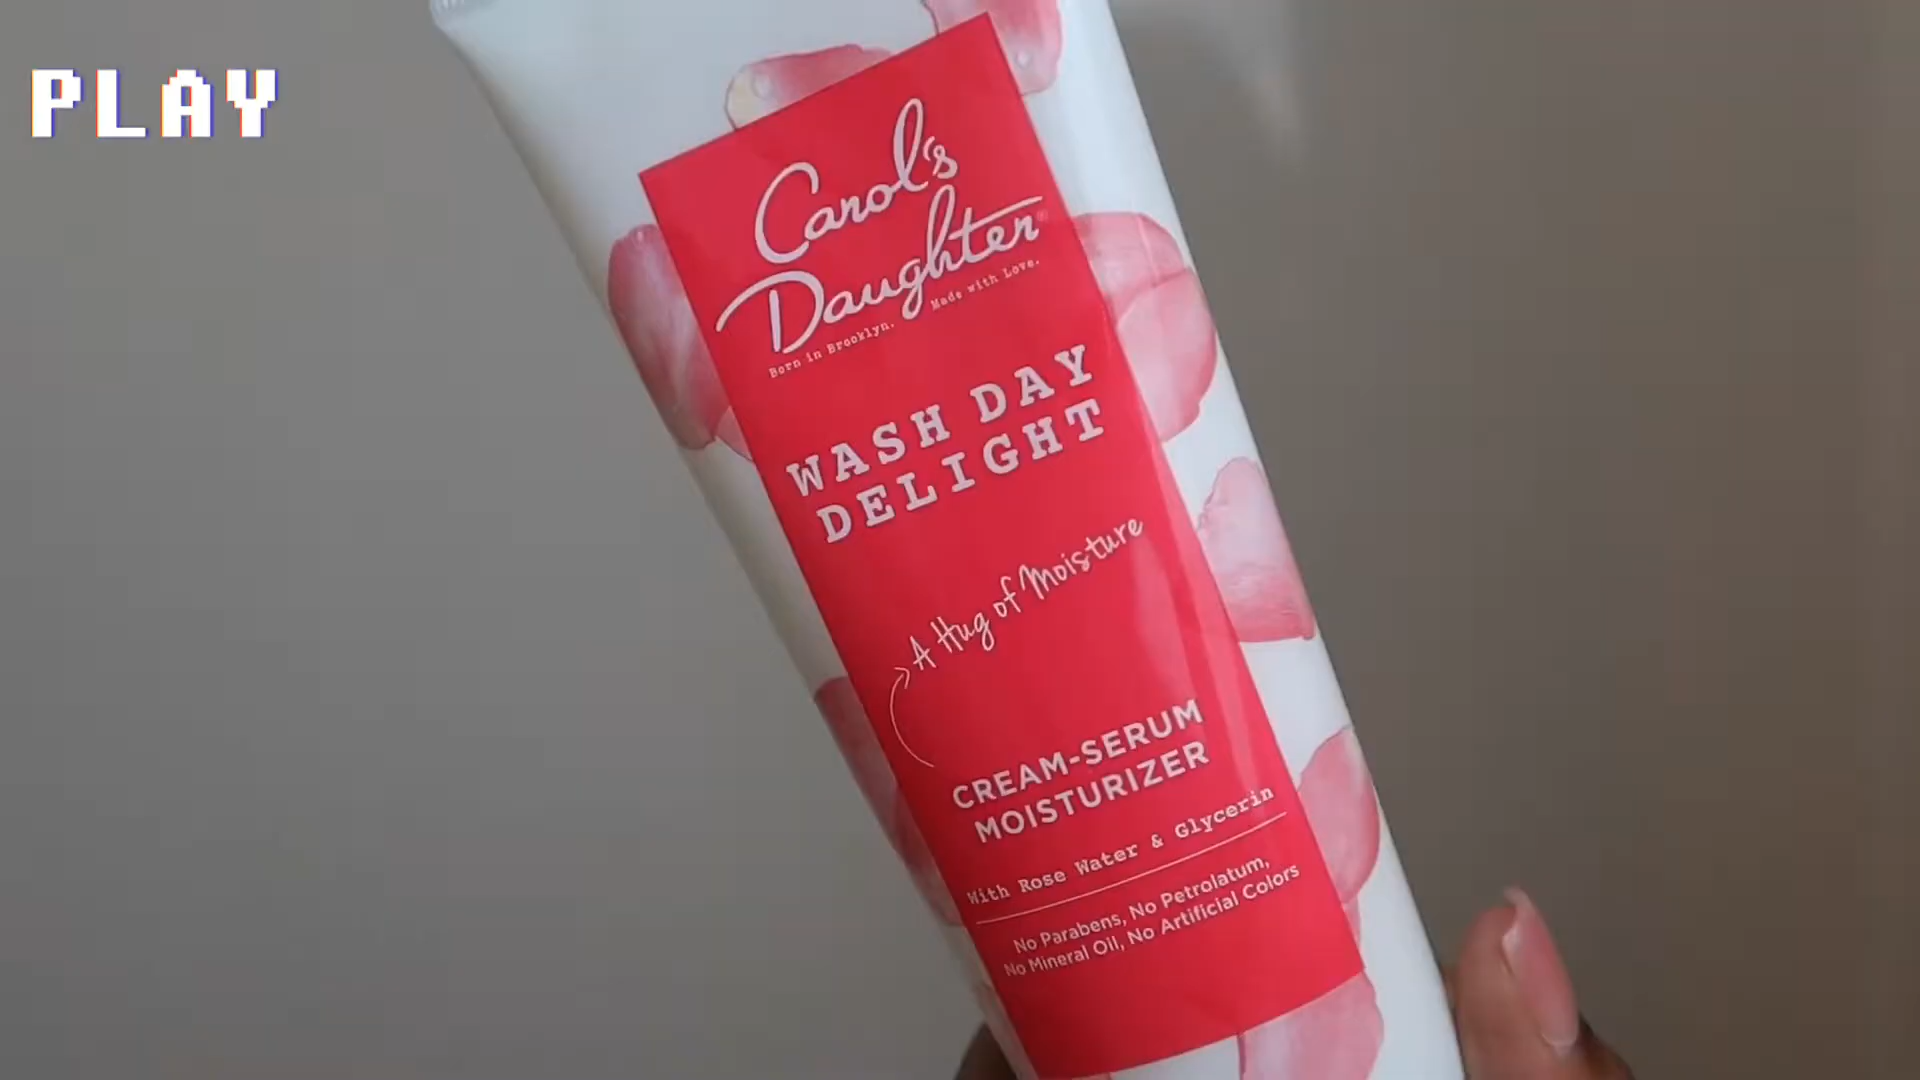 PLAY
Carol's
Daughter®
Born in Brooklyn. Made with Love.
WASH DAY
DELIGHT
A Hug of Moisture
CREAM-SERUM
MOISTURIZER
With Rose Water & Glycerin
No Parabens, No Petrolatum,
No Mineral Oil, No Artificial Colors